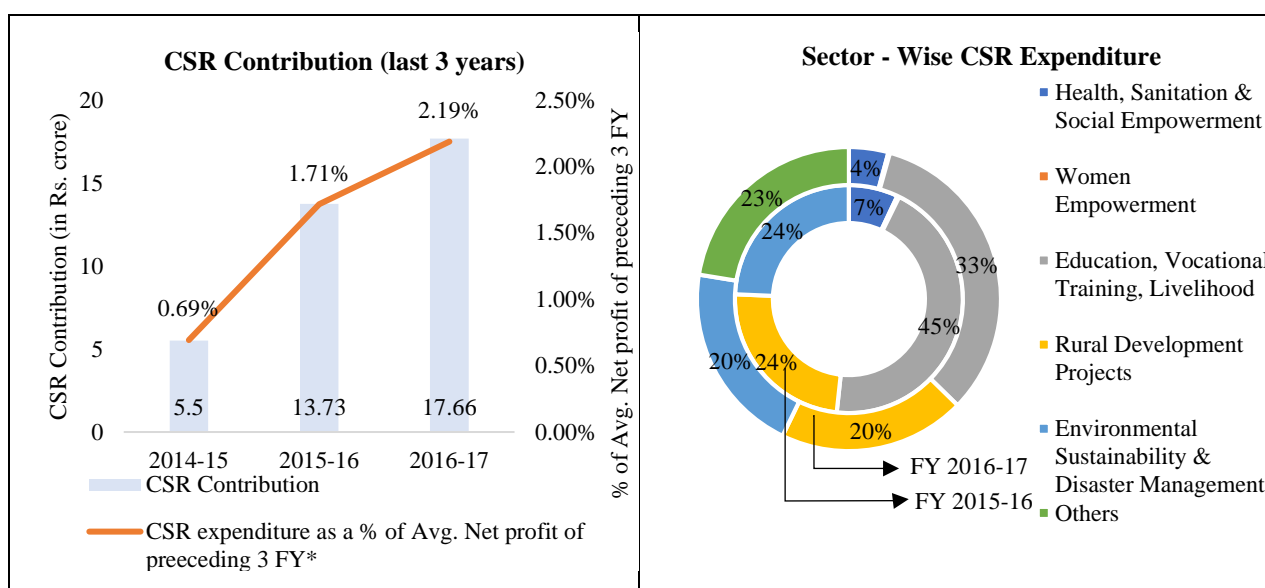 CSR Contribution (last 3 years)
CSR Contribution (in Rs. crore)
20
15
10
5
0
2.50%
2.00%
1.50%
1.00%
0.50%
0.00%
% of Avg. Net profit of preceding 3 FY
0.69%
1.71%
2.19%
5.5
13.73
17.66
2014-15
2015-16
2016-17
CSR Contribution
CSR expenditure as a % of Avg. Net profit of
preeceding 3 FY*
Sector - Wise CSR Expenditure
4%
7%
33%
45%
20%
24%
20%
24%
23%
FY 2016-17
FY 2015-16
Health, Sanitation &
Social Empowerment
Women
Empowerment
Education, Vocational
Training, Livelihood
Rural Development
Projects
Environmental
Sustainability &
Disaster Management
Others